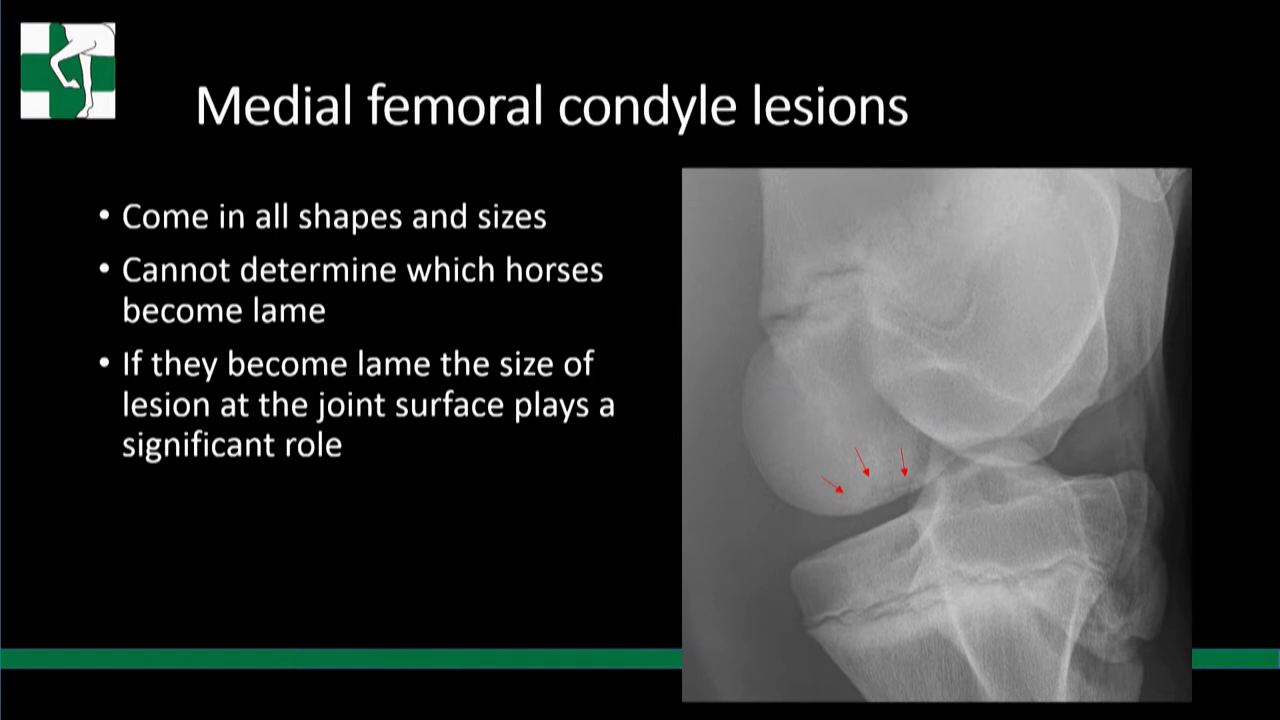 Medial femoral condyle lesions
• Come in all shapes and sizes
• Cannot determine which horses
become lame
• If they become lame the size of
lesion at the joint surface plays a
significant role